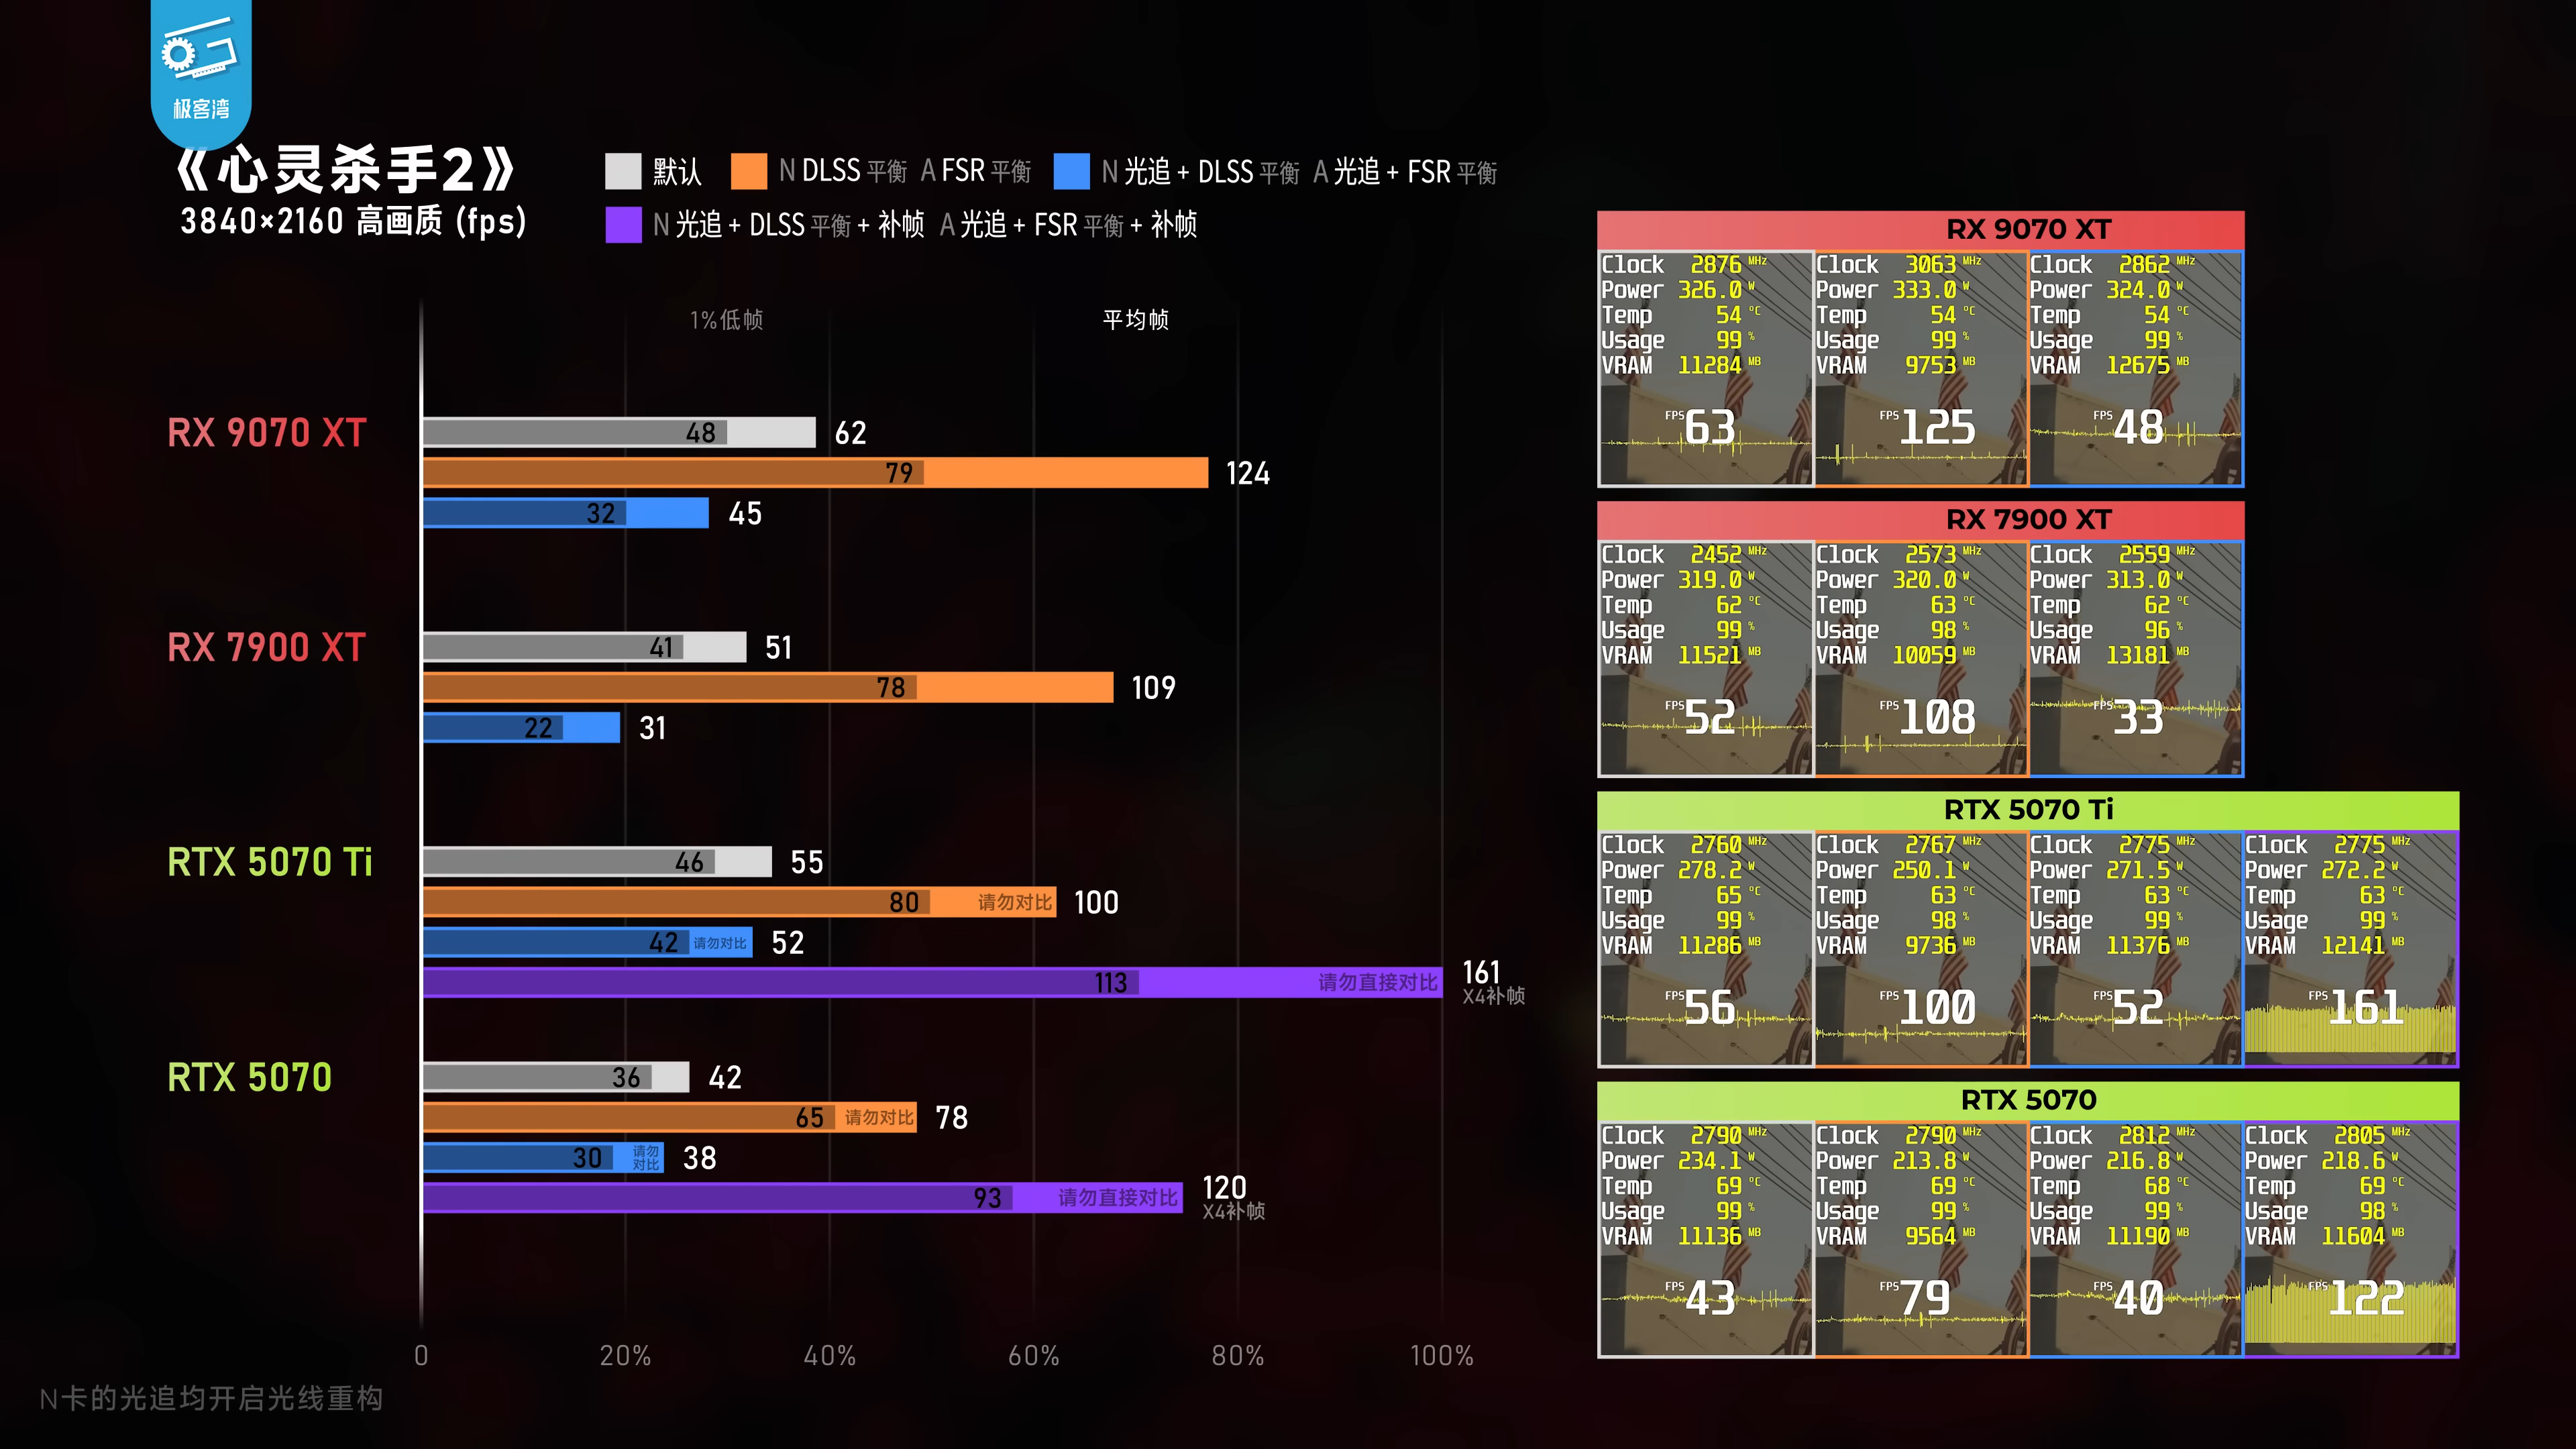 极客湾
《心灵杀手2》
3840×2160 高画质 (fps)
默认 N DLSS 平衡 A FSR 平衡 N 光追 + DLSS 平衡 A 光追 + FSR 平衡
N 光追 + DLSS 平衡 + 补帧 A 光追 + FSR 平衡 + 补帧
1%低帧 平均帧
RX 9070 XT
48 62
79 124
32 45
RX 7900 XT
41 51
78 109
22 31
RTX 5070 Ti
46 55
80 请勿对比 100
42 请勿对比 52
113 请勿直接对比 161
X4补帧
RTX 5070
36 42
65 请勿对比 78
30 请勿
对比 38
93 请勿直接对比 120
X4补帧
0 20% 40% 60% 80% 100%
N卡的光追均开启光线重构
RX 9070 XT
Clock 2876 MHz Clock 3063 MHz Clock 2862 MHz
Power 326.0 W Power 333.0 W Power 324.0 W
Temp 54 °C Temp 54 °C Temp 54 °C
Usage 99 % Usage 99 % Usage 99 %
VRAM 11284 MB VRAM 9753 MB VRAM 12675 MB
FPS 63 FPS 125 FPS 48
RX 7900 XT
Clock 2452 MHz Clock 2573 MHz Clock 2559 MHz
Power 319.0 W Power 320.0 W Power 313.0 W
Temp 62 °C Temp 63 °C Temp 62 °C
Usage 99 % Usage 98 % Usage 96 %
VRAM 11521 MB VRAM 10059 MB VRAM 13181 MB
FPS 52 FPS 108 FPS 33
RTX 5070 Ti
Clock 2760 MHz Clock 2767 MHz Clock 2775 MHz Clock 2775 MHz
Power 278.2 W Power 250.1 W Power 271.5 W Power 272.2 W
Temp 65 °C Temp 63 °C Temp 63 °C Temp 63 °C
Usage 99 % Usage 98 % Usage 99 % Usage 99 %
VRAM 11286 MB VRAM 9736 MB VRAM 11376 MB VRAM 12141 MB
FPS 56 FPS 100 FPS 52 FPS 161
RTX 5070
Clock 2790 MHz Clock 2790 MHz Clock 2812 MHz Clock 2805 MHz
Power 234.1 W Power 213.8 W Power 216.8 W Power 218.6 W
Temp 69 °C Temp 69 °C Temp 68 °C Temp 69 °C
Usage 99 % Usage 99 % Usage 99 % Usage 98 %
VRAM 11136 MB VRAM 9564 MB VRAM 11190 MB VRAM 11604 MB
FPS 43 FPS 79 FPS 40 FPS 122